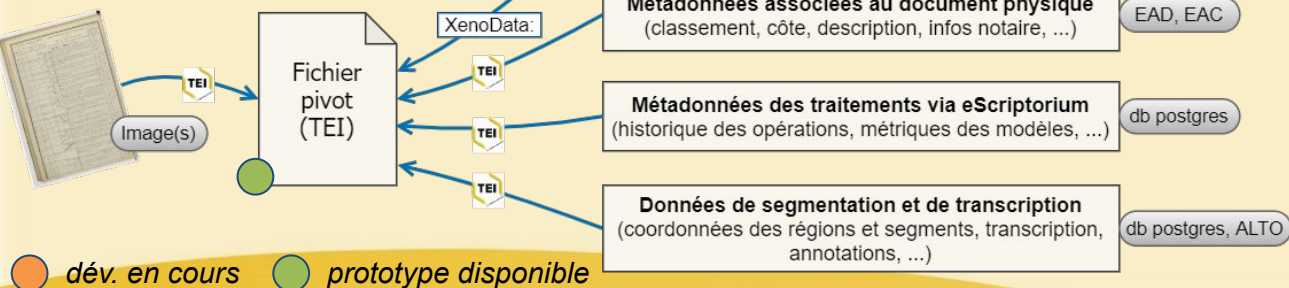 Métadonnées associées au document physique
(classement, côte, description, infos notaire, ...)
EAD, EAC
XenoData:
TEI
TEI
Fichier
pivot
(TEI)
Image(s)
Métadonnées des traitements via eScriptorium
(historique des opérations, métriques des modèles, ...)
db postgres
TEI
TEI
Données de segmentation et de transcription
(coordonnées des régions et segments, transcription,
annotations, ...)
db postgres, ALTO
dév. en cours
prototype disponible